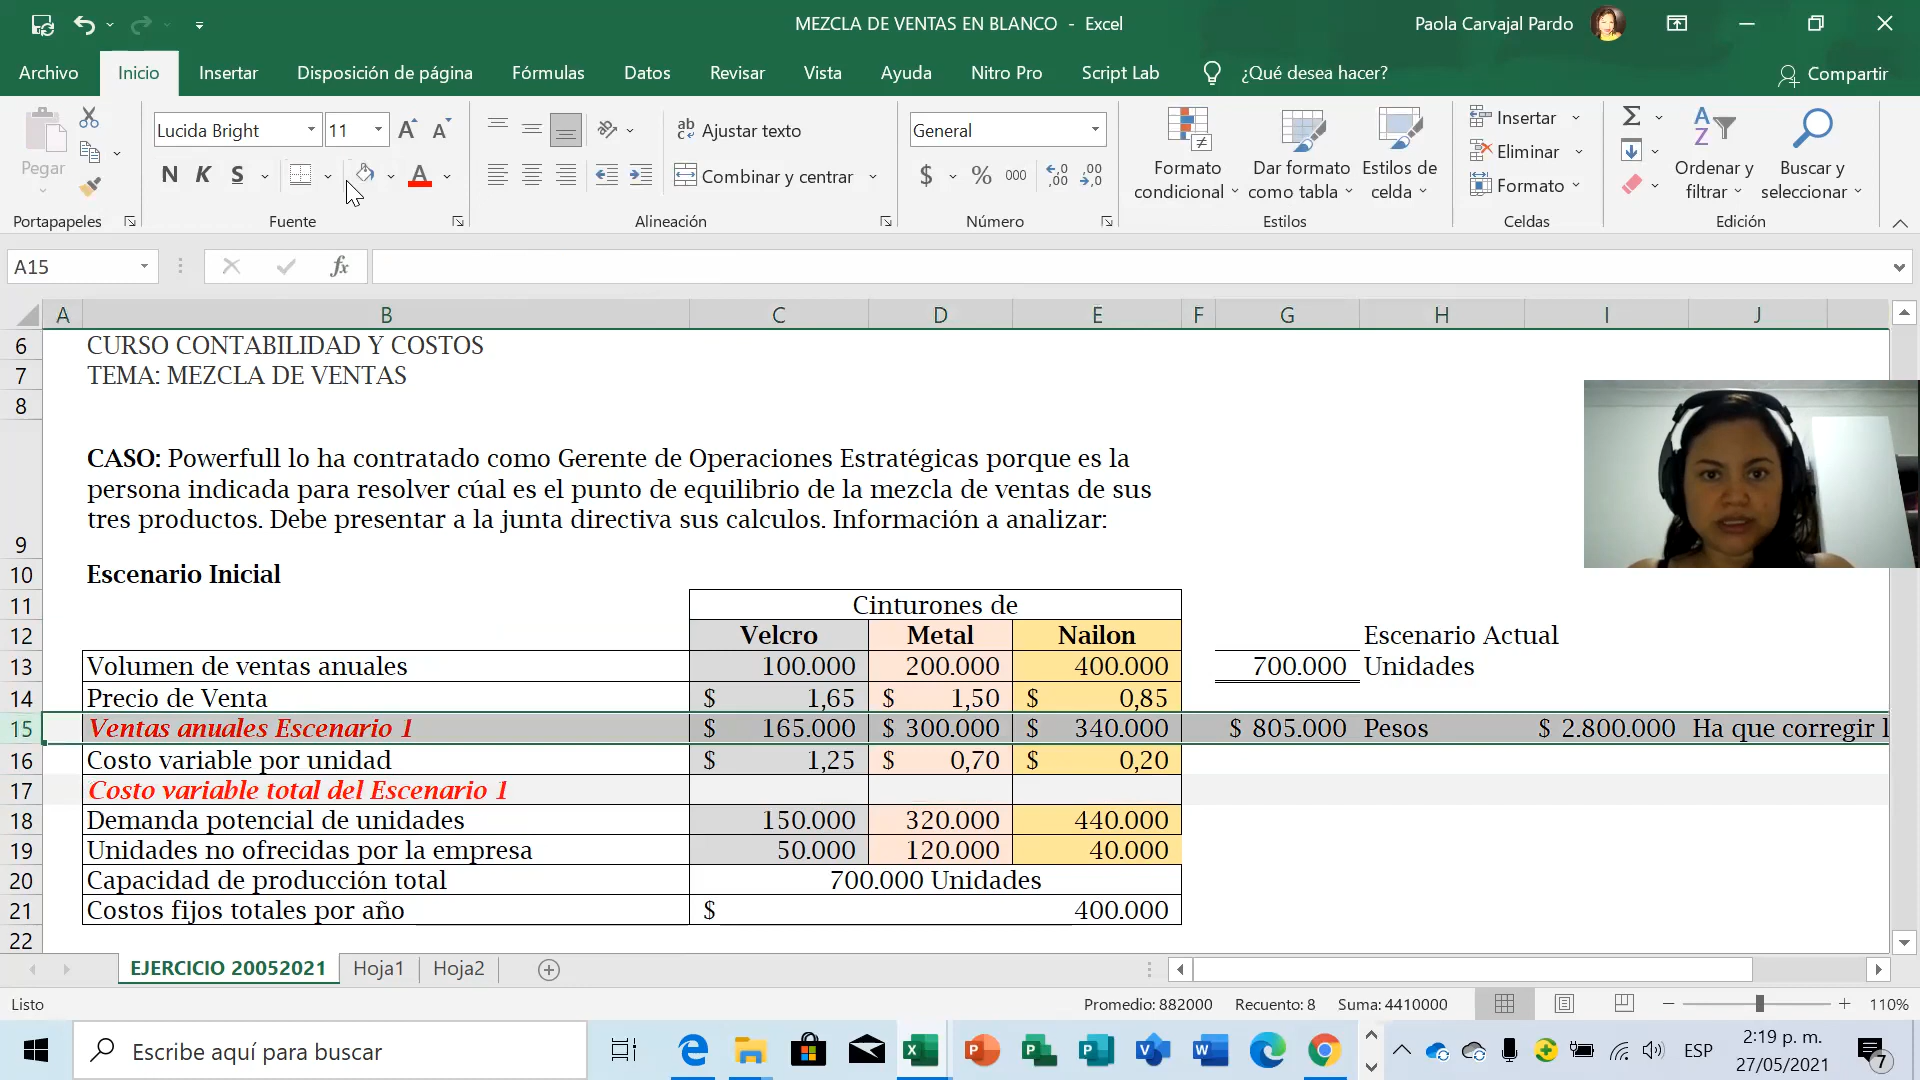 MEZCLA DE VENTAS EN BLANCO - Excel
Paola Carvajal Pardo
Archivo Inicio Insertar Disposición de página Fórmulas Datos Revisar Vista Ayuda Nitro Pro Script Lab ¿Qué desea hacer? Compartir
Pegar
Portapapeles
Lucida Bright 11
N K S
Fuente
Ajustar texto
Combinar y centrar
Alineación
General
$ % 000
Número
Formato condicional
Dar formato como tabla
Estilos de celda
Estilos
Insertar
Eliminar
Formato
Celdas
Ordenar y filtrar
Buscar y seleccionar
Edición
A15 fx
A B C D E F G H I J
6 CURSO CONTABILIDAD Y COSTOS
7 TEMA: MEZCLA DE VENTAS
8
CASO: Powerfull lo ha contratado como Gerente de Operaciones Estratégicas porque es la
persona indicada para resolver cúal es el punto de equilibrio de la mezcla de ventas de sus
tres productos. Debe presentar a la junta directiva sus calculos. Información a analizar:
9
10 Escenario Inicial
11 Cinturones de
12 Velcro Metal Nailon Escenario Actual
13 Volumen de ventas anuales 100.000 200.000 400.000 700.000 Unidades
14 Precio de Venta $ 1,65 $ 1,50 $ 0,85
15 Ventas anuales Escenario 1 $ 165.000 $ 300.000 $ 340.000 $ 805.000 Pesos $ 2.800.000 Ha que corregir l
16 Costo variable por unidad $ 1,25 $ 0,70 $ 0,20
17 Costo variable total del Escenario 1
18 Demanda potencial de unidades 150.000 320.000 440.000
19 Unidades no ofrecidas por la empresa 50.000 120.000 40.000
20 Capacidad de producción total 700.000 Unidades
21 Costos fijos totales por año $ 400.000
22
EJERCICIO 20052021 Hoja1 Hoja2
Listo Promedio: 882000 Recuento: 8 Suma: 4410000 110%
Escribe aquí para buscar
ESP
2:19 p. m.
27/05/2021
7